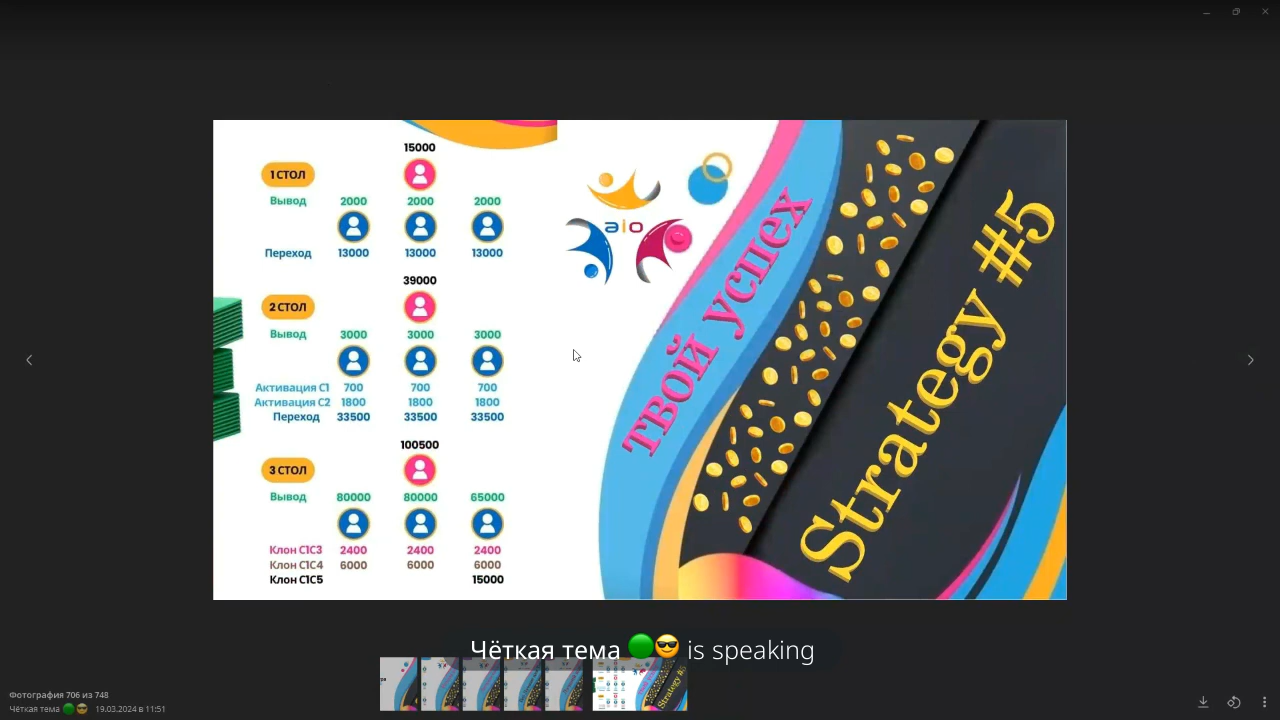 15000
1 СТОЛ
Вывод 2000 2000 2000
Переход 13000 13000 13000
39000
2 СТОЛ
Вывод 3000 3000 3000
Активация С1 700 700 700
Активация С2 1800 1800 1800
Переход 33500 33500 33500
100500
3 СТОЛ
Вывод 80000 80000 65000
Клон С1С3 2400 2400 2400
Клон С1С4 6000 6000 6000
Клон С1С5 15000
aio
Твой успех
Strategy #5
Чёткая тема 🟢😎 is speaking
Фотография 706 из 748
Чёткая тема 🟢😎 19.03.2024 в 11:51